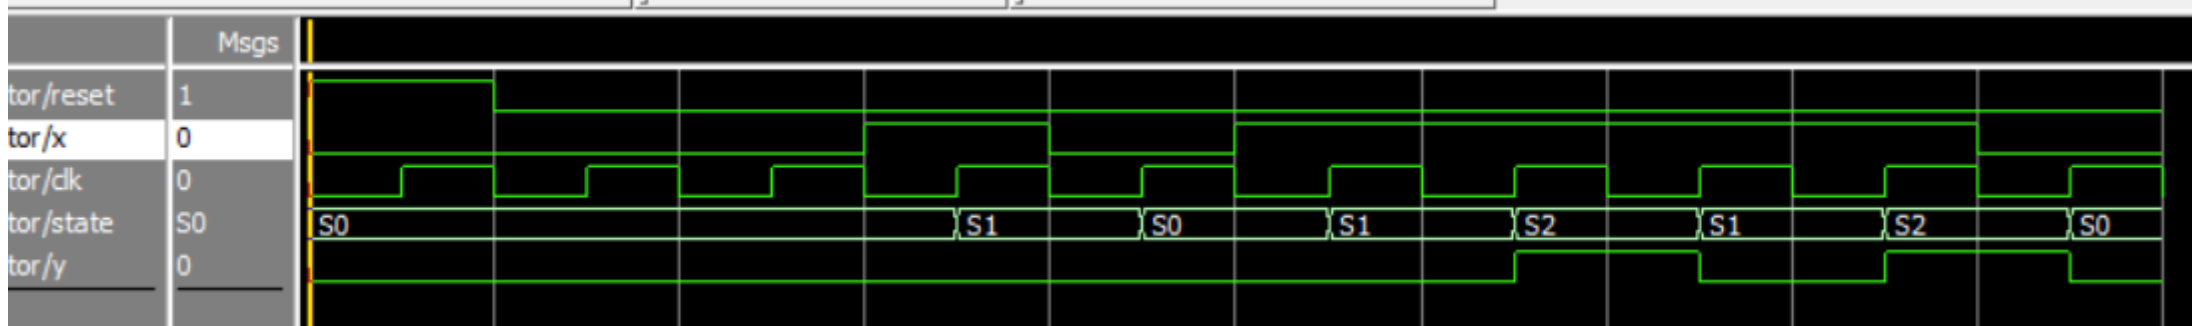 Msgs
tor/reset 1
tor/x 0
tor/clk 0
tor/state S0 S0 S1 S0 S1 S2 S1 S2 S0
tor/y 0